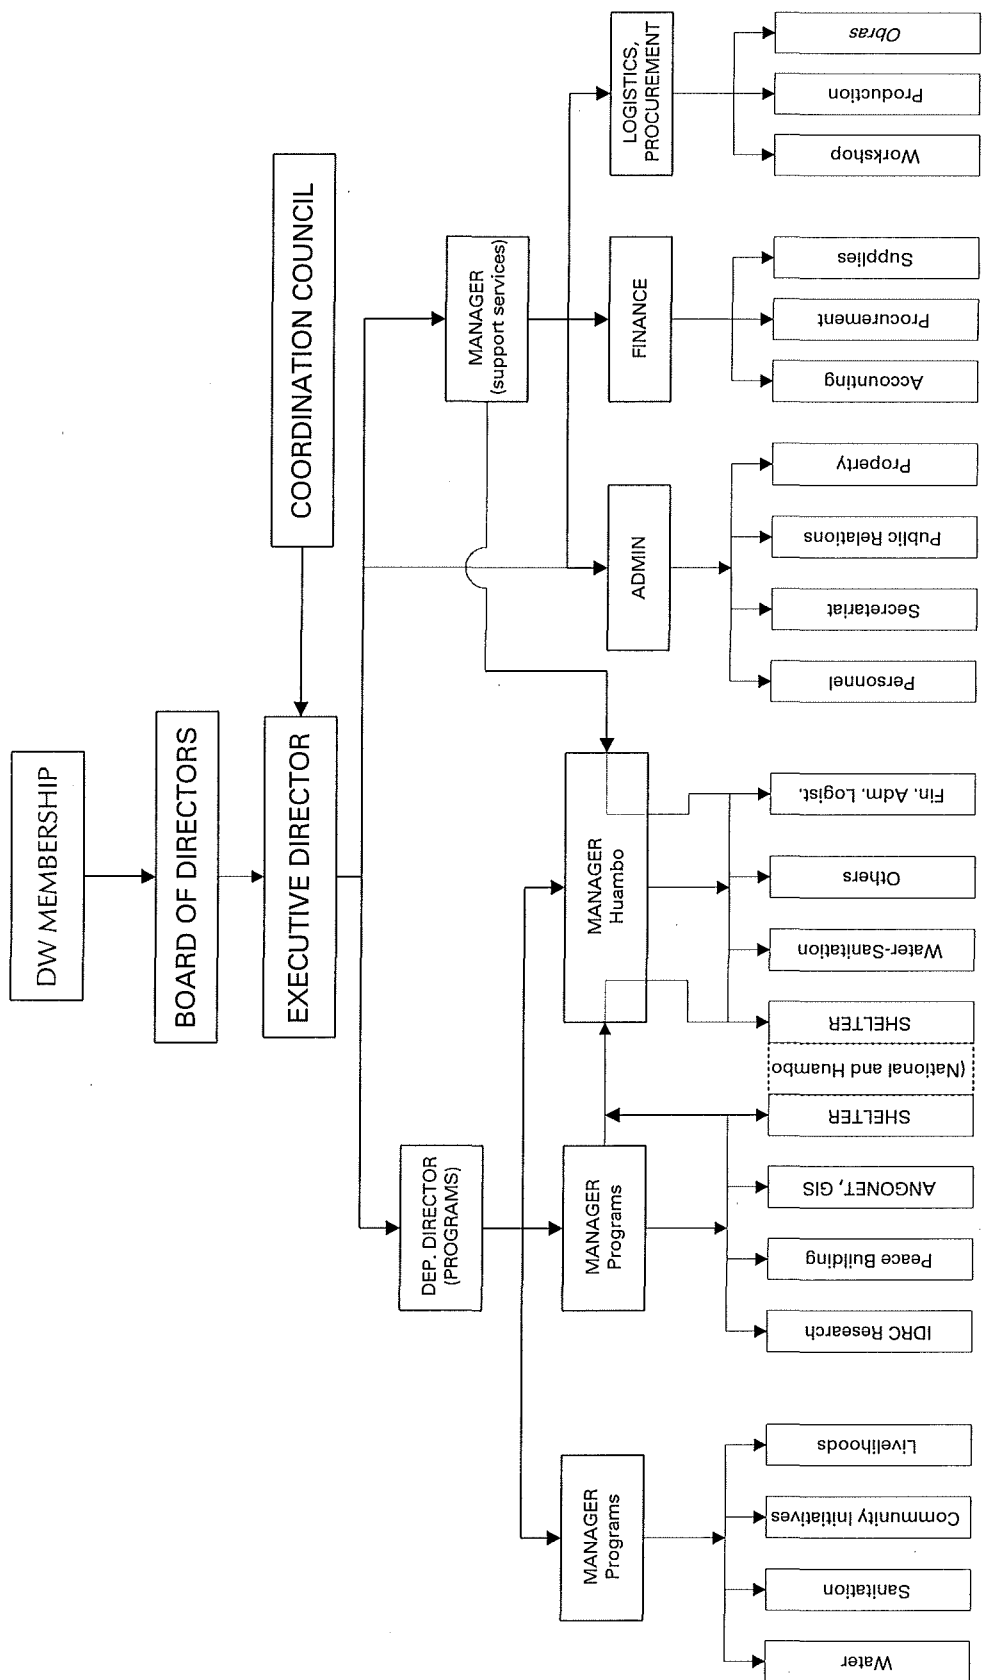 DW MEMBERSHIP
BOARD OF DIRECTORS
EXECUTIVE DIRECTOR
COORDINATION COUNCIL
DEP. DIRECTOR
(PROGRAMS)
MANAGER
(support services)
MANAGER
Programs
MANAGER
Programs
MANAGER
Huambo
ADMIN
FINANCE
LOGISTICS,
PROCUREMENT
Water
Sanitation
Community Initiatives
Livelihoods
IDRC Research
Peace Building
ANGONET, GIS
SHELTER
(National and Huambo
SHELTER
Water-Sanitation
Others
Fin. Adm. Logist.
Personnel
Secretariat
Public Relations
Property
Accounting
Procurement
Supplies
Workshop
Production
Obras